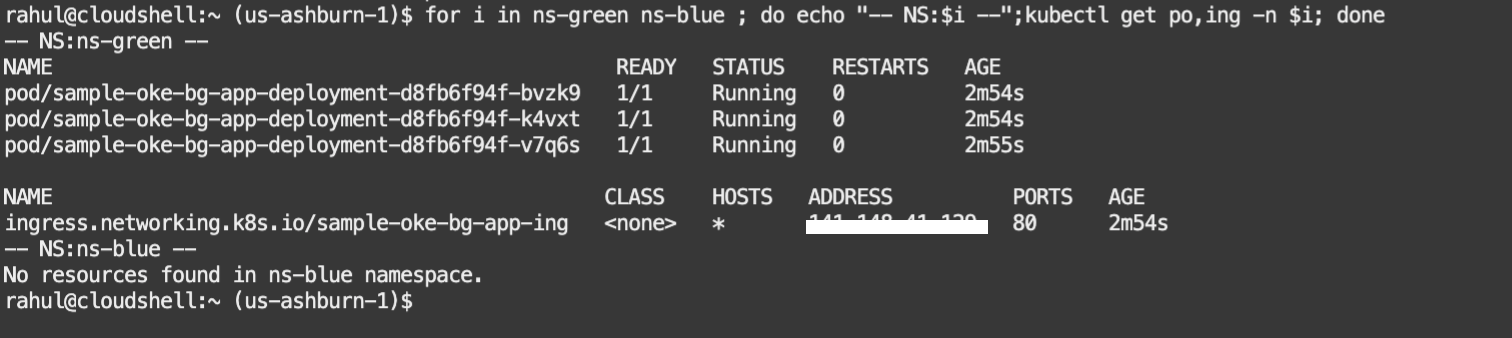 rahul@cloudshell:~ (us-ashburn-1)$ for i in ns-green ns-blue ; do echo "-- NS:$i --";kubectl get po,ing -n $i; done
-- NS:ns-green --
NAME READY STATUS RESTARTS AGE
pod/sample-oke-bg-app-deployment-d8fb6f94f-bvzk9 1/1 Running 0 2m54s
pod/sample-oke-bg-app-deployment-d8fb6f94f-k4vxt 1/1 Running 0 2m54s
pod/sample-oke-bg-app-deployment-d8fb6f94f-v7q6s 1/1 Running 0 2m55s
NAME CLASS HOSTS ADDRESS PORTS AGE
ingress.networking.k8s.io/sample-oke-bg-app-ing <none> * 80 2m54s
-- NS:ns-blue --
No resources found in ns-blue namespace.
rahul@cloudshell:~ (us-ashburn-1)$